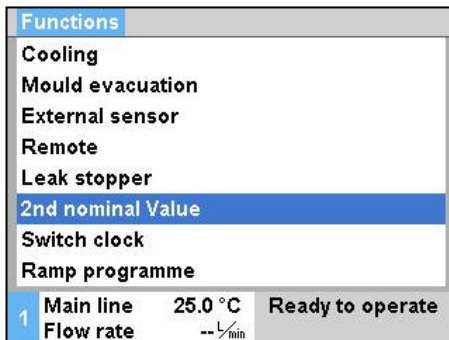 Functions
Cooling
Mould evacuation
External sensor
Remote
Leak stopper
2nd nominal Value
Switch clock
Ramp programme
1 Main line 25.0 °C Ready to operate
Flow rate -- L/min